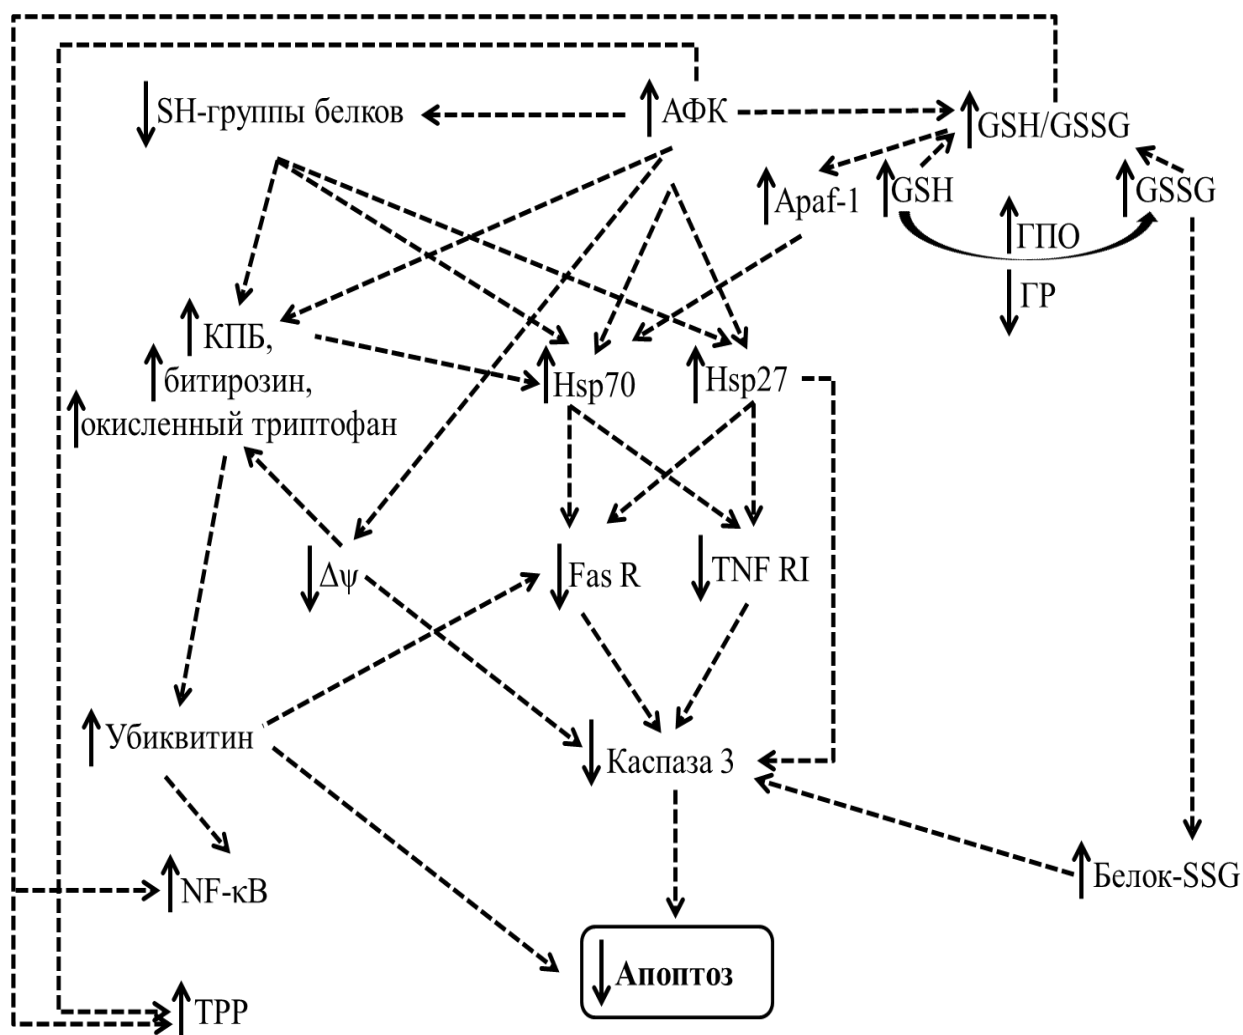 SH-группы белков
АФК
GSH/GSSG
Apaf-1
GSH
GSSG
ГПО
ГР
КПБ,
битирозин,
окисленный триптофан
Hsp70
Hsp27
Δψ
Fas R
TNF RI
Убиквитин
Каспаза 3
NF-κB
Белок-SSG
Апоптоз
ТРР